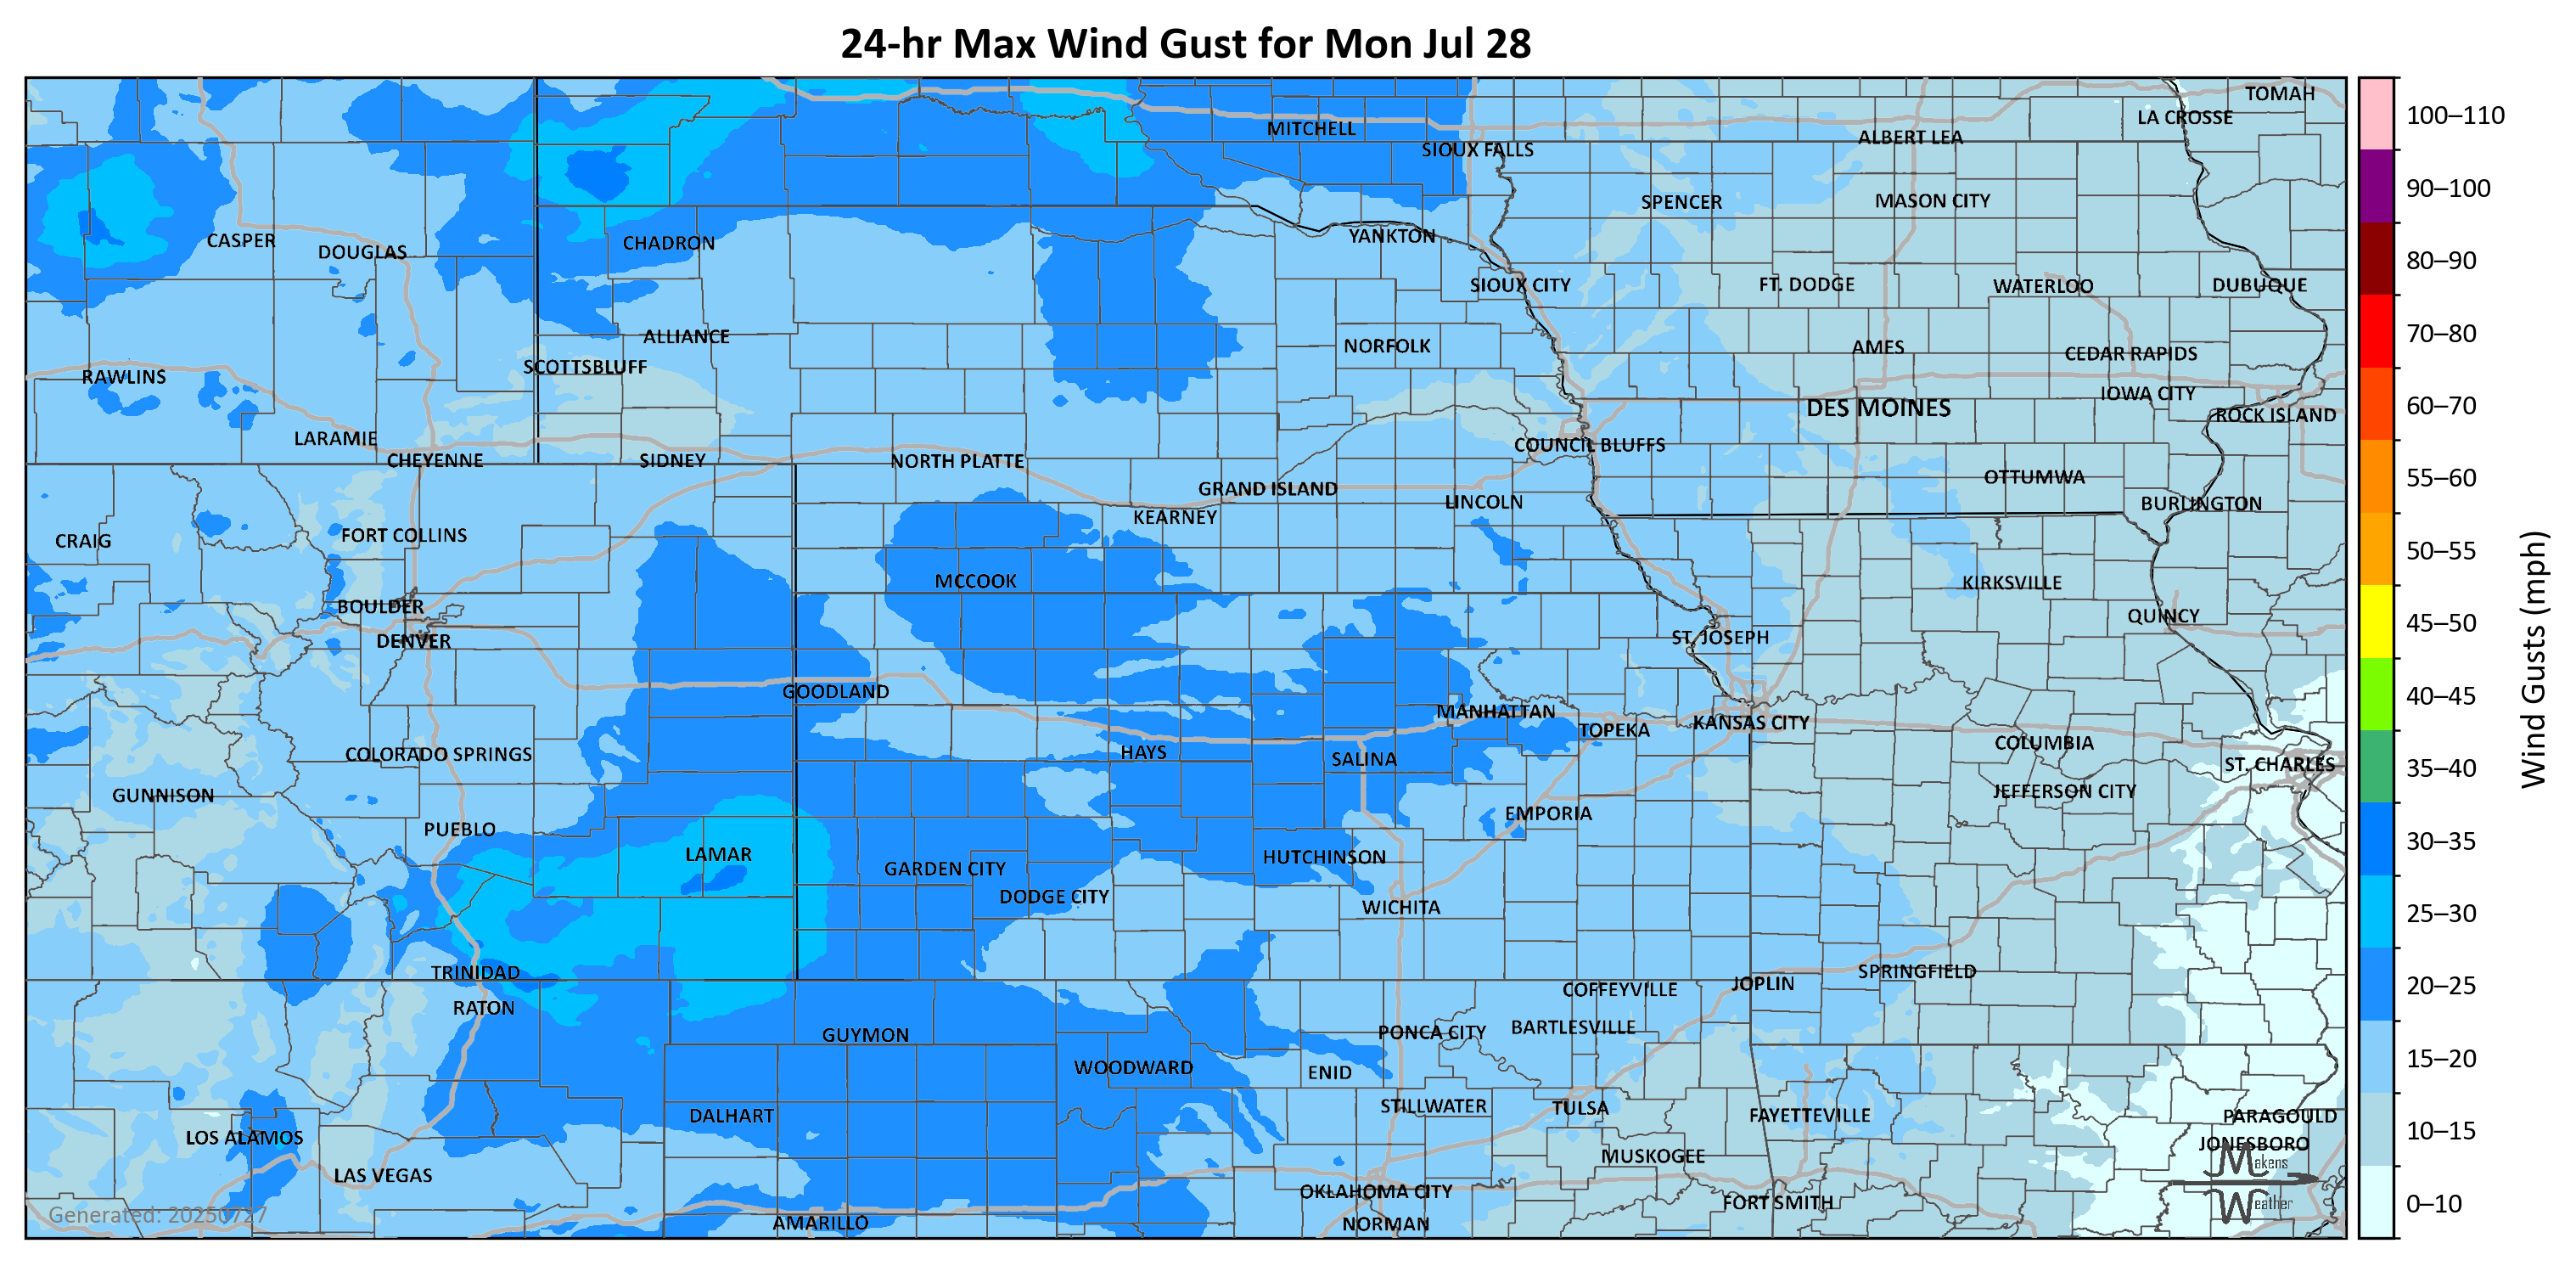 24-hr Max Wind Gust for Mon Jul 28
TOMAH
LA CROSSE
MITCHELL
ALBERT LEA
SIOUX FALLS
SPENCER
MASON CITY
CASPER
DOUGLAS
CHADRON
YANKTON
SIOUX CITY
FT. DODGE
WATERLOO
DUBUQUE
ALLIANCE
NORFOLK
AMES
CEDAR RAPIDS
SCOTTSBLUFF
RAWLINS
IOWA CITY
DES MOINES
ROCK ISLAND
LARAMIE
COUNCIL BLUFFS
CHEYENNE
SIDNEY
NORTH PLATTE
OTTUMWA
GRAND ISLAND
LINCOLN
BURLINGTON
KEARNEY
FORT COLLINS
CRAIG
MCCOOK
KIRKSVILLE
BOULDER
QUINCY
DENVER
ST. JOSEPH
GOODLAND
MANHATTAN
TOPEKA
KANSAS CITY
COLUMBIA
COLORADO SPRINGS
HAYS
SALINA
ST. CHARLES
GUNNISON
JEFFERSON CITY
EMPORIA
PUEBLO
LAMAR
HUTCHINSON
GARDEN CITY
DODGE CITY
WICHITA
TRINIDAD
SPRINGFIELD
JOPLIN
COFFEYVILLE
RATON
BARTLESVILLE
PONCA CITY
GUYMON
WOODWARD
ENID
STILLWATER
TULSA
DALHART
FAYETTEVILLE
PARAGOULD
LOS ALAMOS
JONESBORO
MUSKOGEE
LAS VEGAS
OKLAHOMA CITY
FORT SMITH
AMARILLO
NORMAN
Generated: 20250727
Makens
Weather
100–110
90–100
80–90
70–80
60–70
55–60
50–55
45–50
40–45
35–40
30–35
25–30
20–25
15–20
10–15
0–10
Wind Gusts (mph)